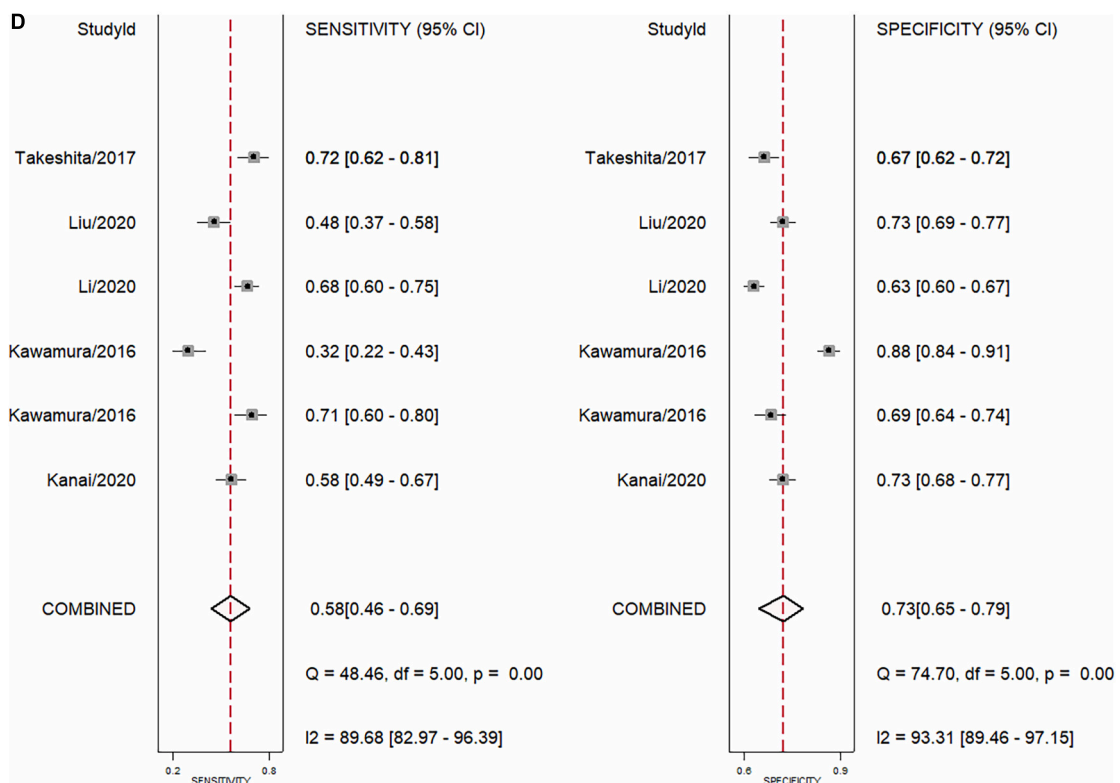 D
StudyId SENSITIVITY (95% CI) StudyId SPECIFICITY (95% CI)
Takeshita/2017 0.72 [0.62 - 0.81] Takeshita/2017 0.67 [0.62 - 0.72]
Liu/2020 0.48 [0.37 - 0.58] Liu/2020 0.73 [0.69 - 0.77]
Li/2020 0.68 [0.60 - 0.75] Li/2020 0.63 [0.60 - 0.67]
Kawamura/2016 0.32 [0.22 - 0.43] Kawamura/2016 0.88 [0.84 - 0.91]
Kawamura/2016 0.71 [0.60 - 0.80] Kawamura/2016 0.69 [0.64 - 0.74]
Kanai/2020 0.58 [0.49 - 0.67] Kanai/2020 0.73 [0.68 - 0.77]
COMBINED 0.58[0.46 - 0.69] COMBINED 0.73[0.65 - 0.79]
Q = 48.46, df = 5.00, p = 0.00 Q = 74.70, df = 5.00, p = 0.00
I2 = 89.68 [82.97 - 96.39] I2 = 93.31 [89.46 - 97.15]
0.2 0.8 0.6 0.9
SENSITIVITY SPECIFICITY